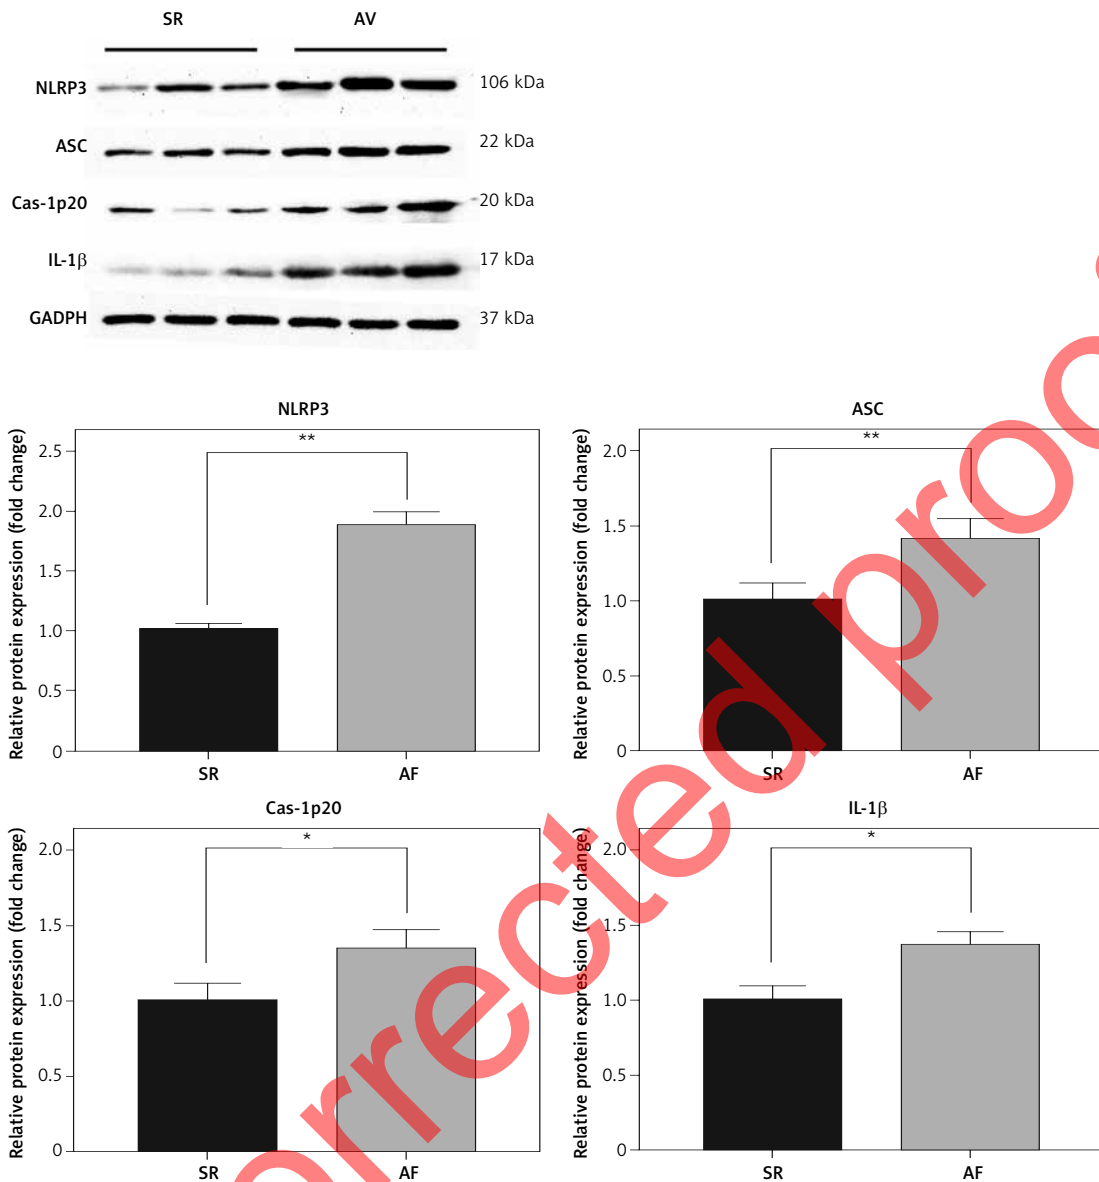 SR AV
NLRP3 106 kDa
ASC 22 kDa
Cas-1p20 20 kDa
IL-1β 17 kDa
GADPH 37 kDa
NLRP3
Relative protein expression (fold change)
**
2.5
2.0
1.5
1.0
0.5
0
SR AF
ASC
Relative protein expression (fold change)
**
2.0
1.5
1.0
0.5
0
SR AF
Cas-1p20
Relative protein expression (fold change)
*
2.0
1.5
1.0
0.5
0
SR AF
IL-1β
Relative protein expression (fold change)
*
2.0
1.5
1.0
0.5
0
SR AF
orrected proo